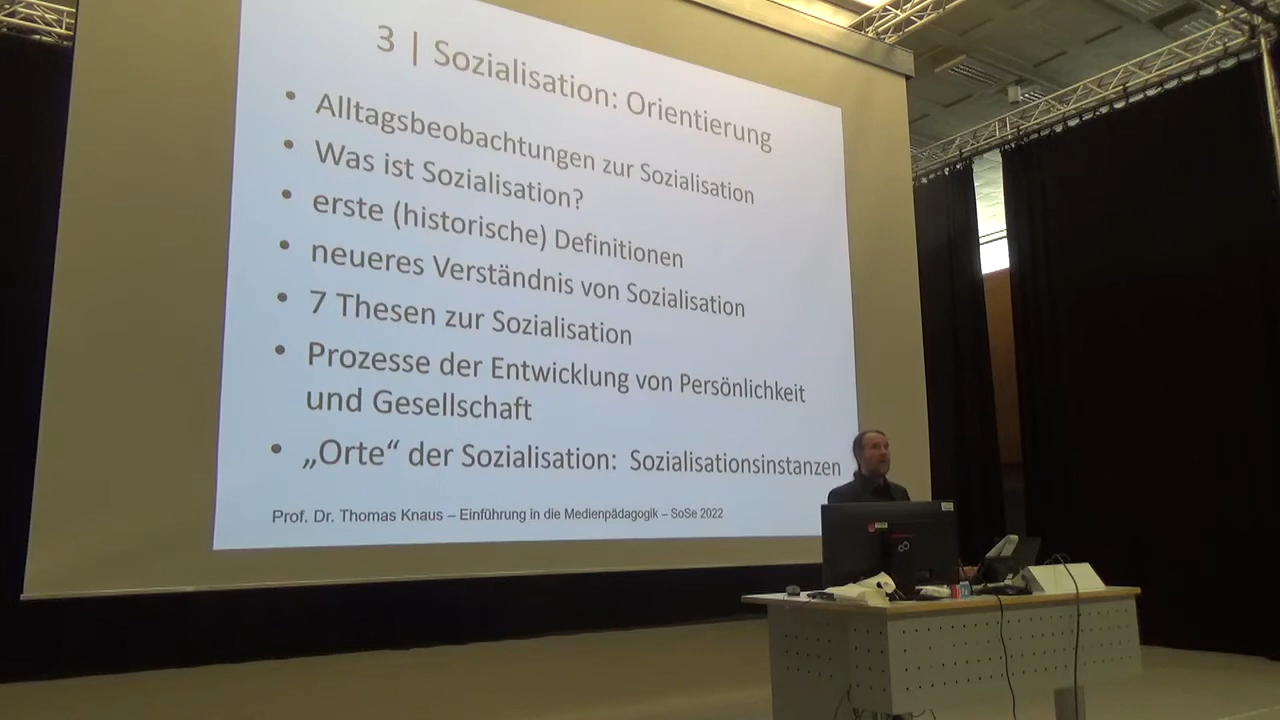 3 | Sozialisation: Orientierung
• Alltagsbeobachtungen zur Sozialisation
• Was ist Sozialisation?
• erste (historische) Definitionen
• neueres Verständnis von Sozialisation
• 7 Thesen zur Sozialisation
• Prozesse der Entwicklung von Persönlichkeit
und Gesellschaft
• „Orte“ der Sozialisation: Sozialisationsinstanzen
Prof. Dr. Thomas Knaus – Einführung in die Medienpädagogik – SoSe 2022